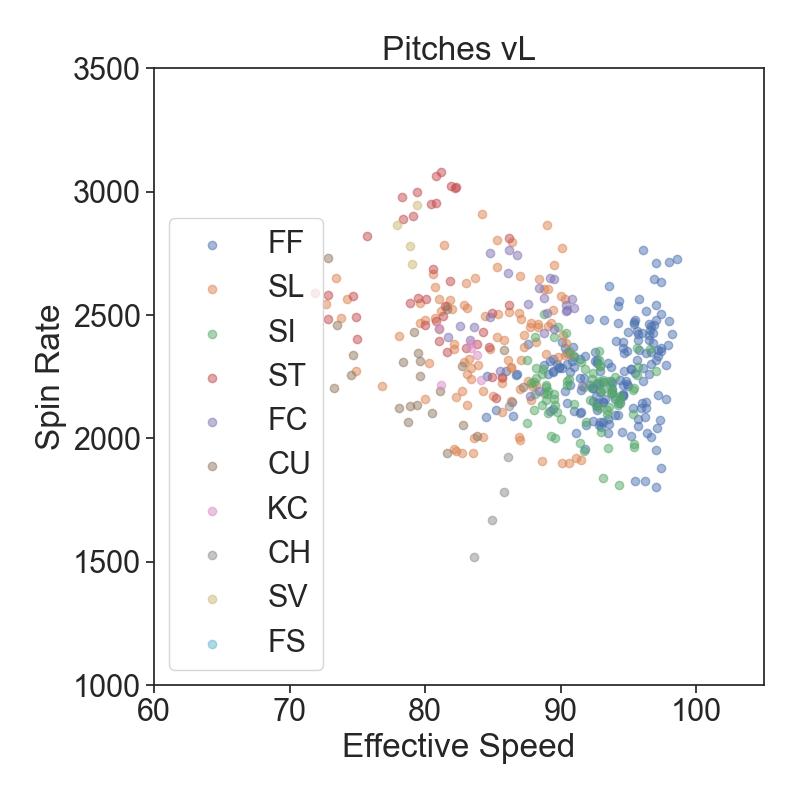 Pitches vL
3500
3000
2500
2000
1500
1000
Spin Rate
FF
SL
SI
ST
FC
CU
KC
CH
SV
FS
60 70 80 90 100
Effective Speed